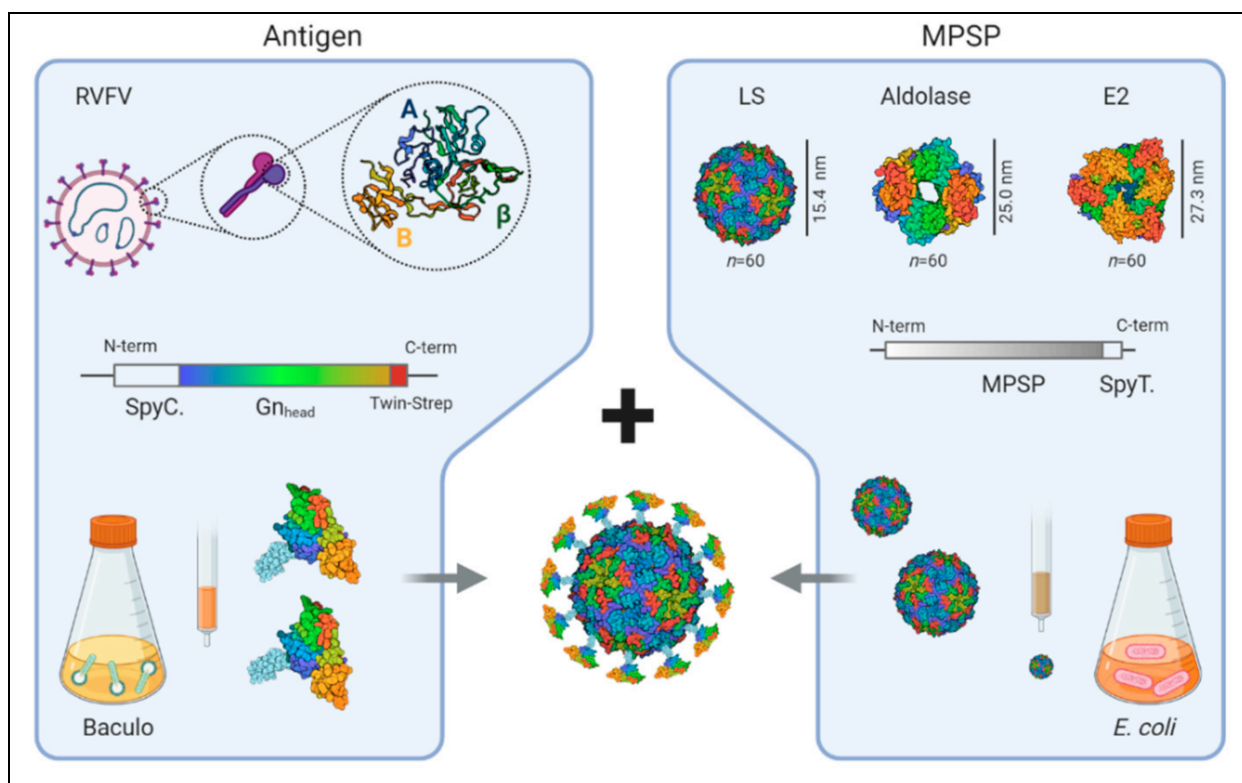 Antigen
RVFV
A
B
β
N-term
C-term
SpyC.
Gnhead
Twin-Strep
Baculo
+
MPSP
LS
Aldolase
E2
15.4 nm
25.0 nm
27.3 nm
n=60
n=60
n=60
N-term
C-term
MPSP
SpyT.
E. coli